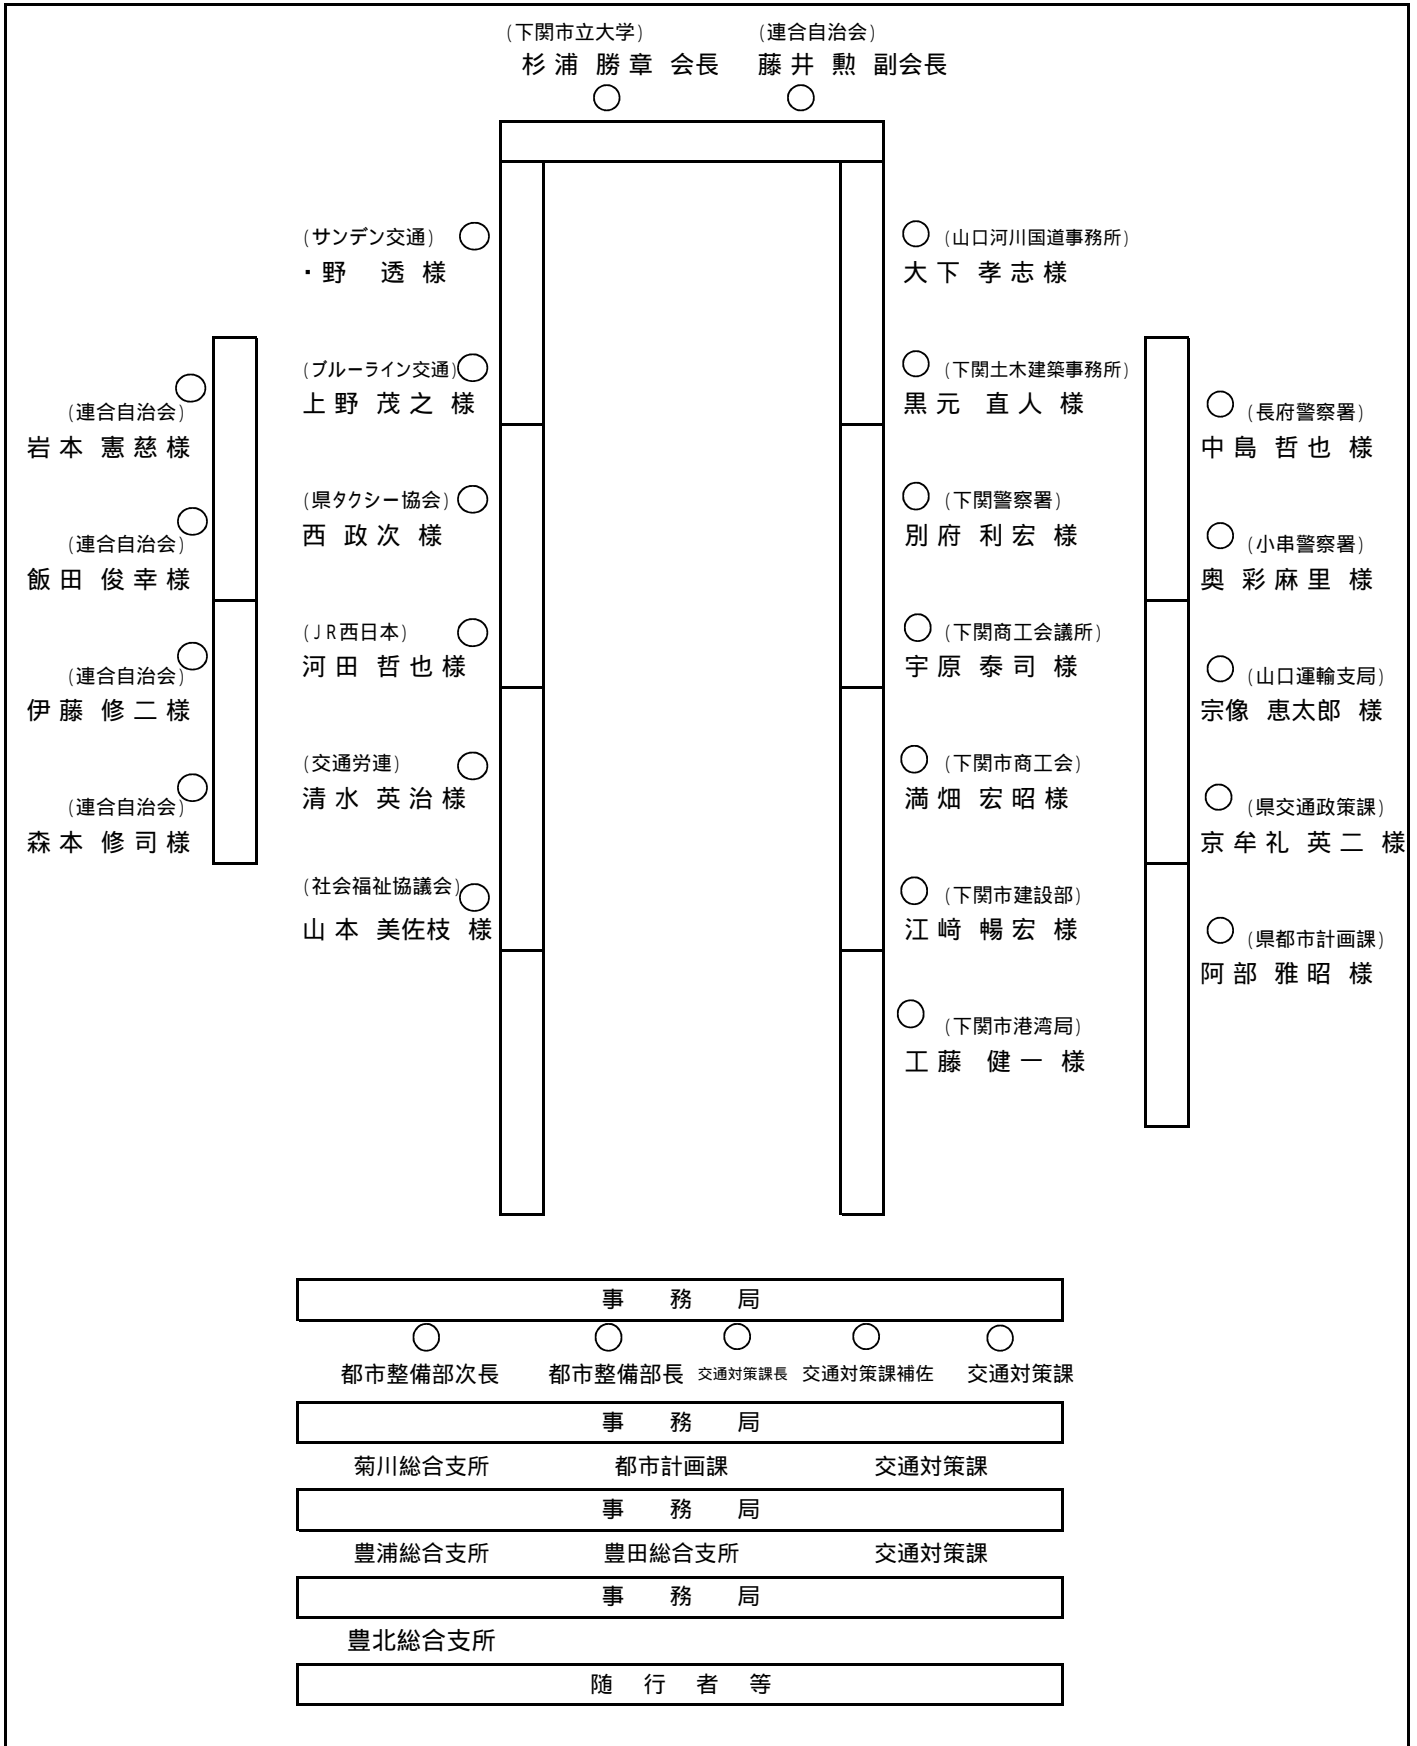 (下関市立大学)
杉浦 勝章 会長
(連合自治会)
藤井 勲 副会長
(サンデン交通)
・野 透 様
(ブルーライン交通)
上野 茂之 様
(県タクシー協会)
西 政次 様
(JR西日本)
河田 哲也様
(交通労連)
清水 英治様
(社会福祉協議会)
山本 美佐枝 様
(山口河川国道事務所)
大下 孝志様
(下関土木建築事務所)
黒元 直人 様
(下関警察署)
別府 利宏 様
(下関商工会議所)
宇原 泰司 様
(下関市商工会)
満畑 宏昭様
(下関市建設部)
江﨑 暢宏 様
(下関市港湾局)
工藤 健一 様
(連合自治会)
岩本 憲慈様
(連合自治会)
飯田 俊幸様
(連合自治会)
伊藤 修二様
(連合自治会)
森本 修司様
(長府警察署)
中島 哲也 様
(小串警察署)
奥 彩麻里 様
(山口運輸支局)
宗像 恵太郎 様
(県交通政策課)
京牟礼 英二 様
(県都市計画課)
阿部 雅昭 様
事 務 局
都市整備部次長 都市整備部長 交通対策課長 交通対策課補佐 交通対策課
事 務 局
菊川総合支所 都市計画課 交通対策課
事 務 局
豊浦総合支所 豊田総合支所 交通対策課
事 務 局
豊北総合支所
随 行 者 等